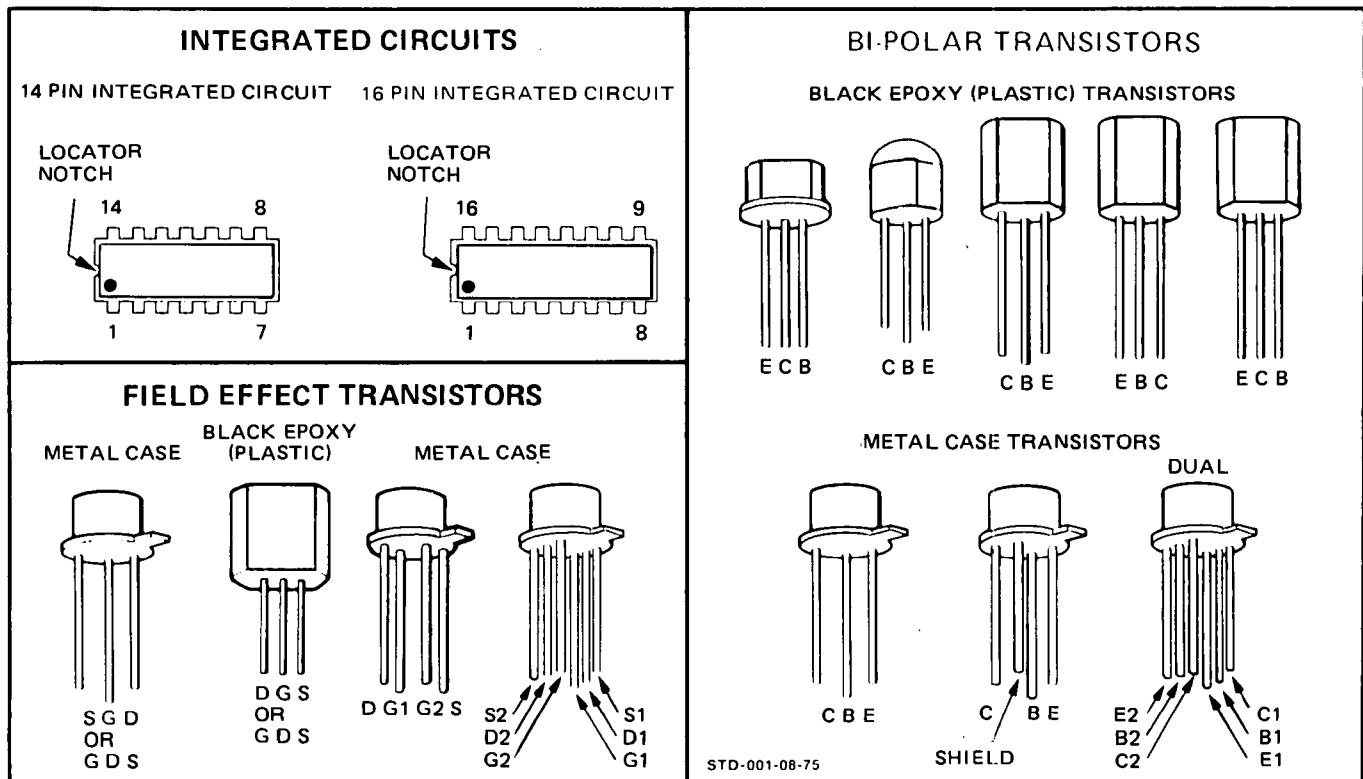 INTEGRATED CIRCUITS
14 PIN INTEGRATED CIRCUIT
16 PIN INTEGRATED CIRCUIT
LOCATOR
NOTCH
14
8
1
7
LOCATOR
NOTCH
16
9
1
8
FIELD EFFECT TRANSISTORS
METAL CASE
BLACK EPOXY
(PLASTIC)
METAL CASE
S G D
OR
G D S
D G S
OR
G D S
D G1 G2 S
S2
D2
G2
S1
D1
G1
BI-POLAR TRANSISTORS
BLACK EPOXY (PLASTIC) TRANSISTORS
E C B
C B E
C B E
E B C
E C B
METAL CASE TRANSISTORS
DUAL
C B E
C
B E
SHIELD
E2
B2
C2
C1
B1
E1
STD-001-08-75